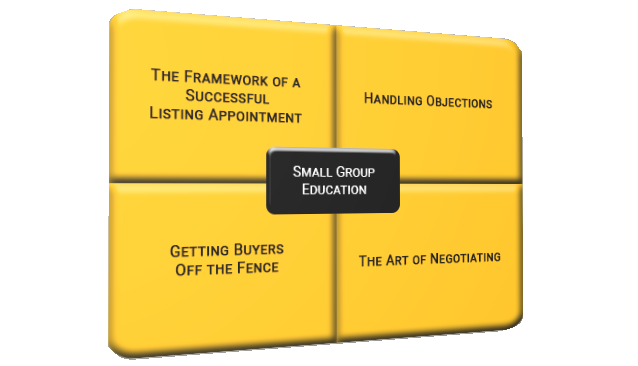 The Framework of a
Successful
Listing Appointment
Handling Objections
Small Group
Education
Getting Buyers
Off the Fence
The Art of Negotiating